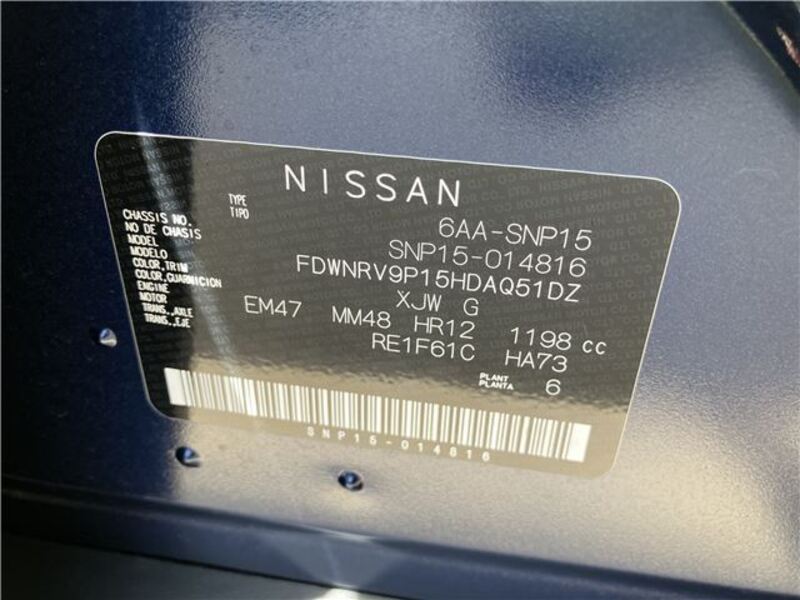 NISSAN
TYPE
TIPO
6AA-SNP15
CHASSIS NO.
NO DE CHASIS
SNP15-014816
MODEL
MODELO
FDWNRV9P15HDAQ51DZ
COLOR,TRIM
COLOR,GUARNICION
XJW G
ENGINE
MOTOR
EM47 MM48 HR12 1198 cc
TRANS.,AXLE
TRANS.,EJE
RE1F61C HA73
PLANT
PLANTA
6
SNP15-014816